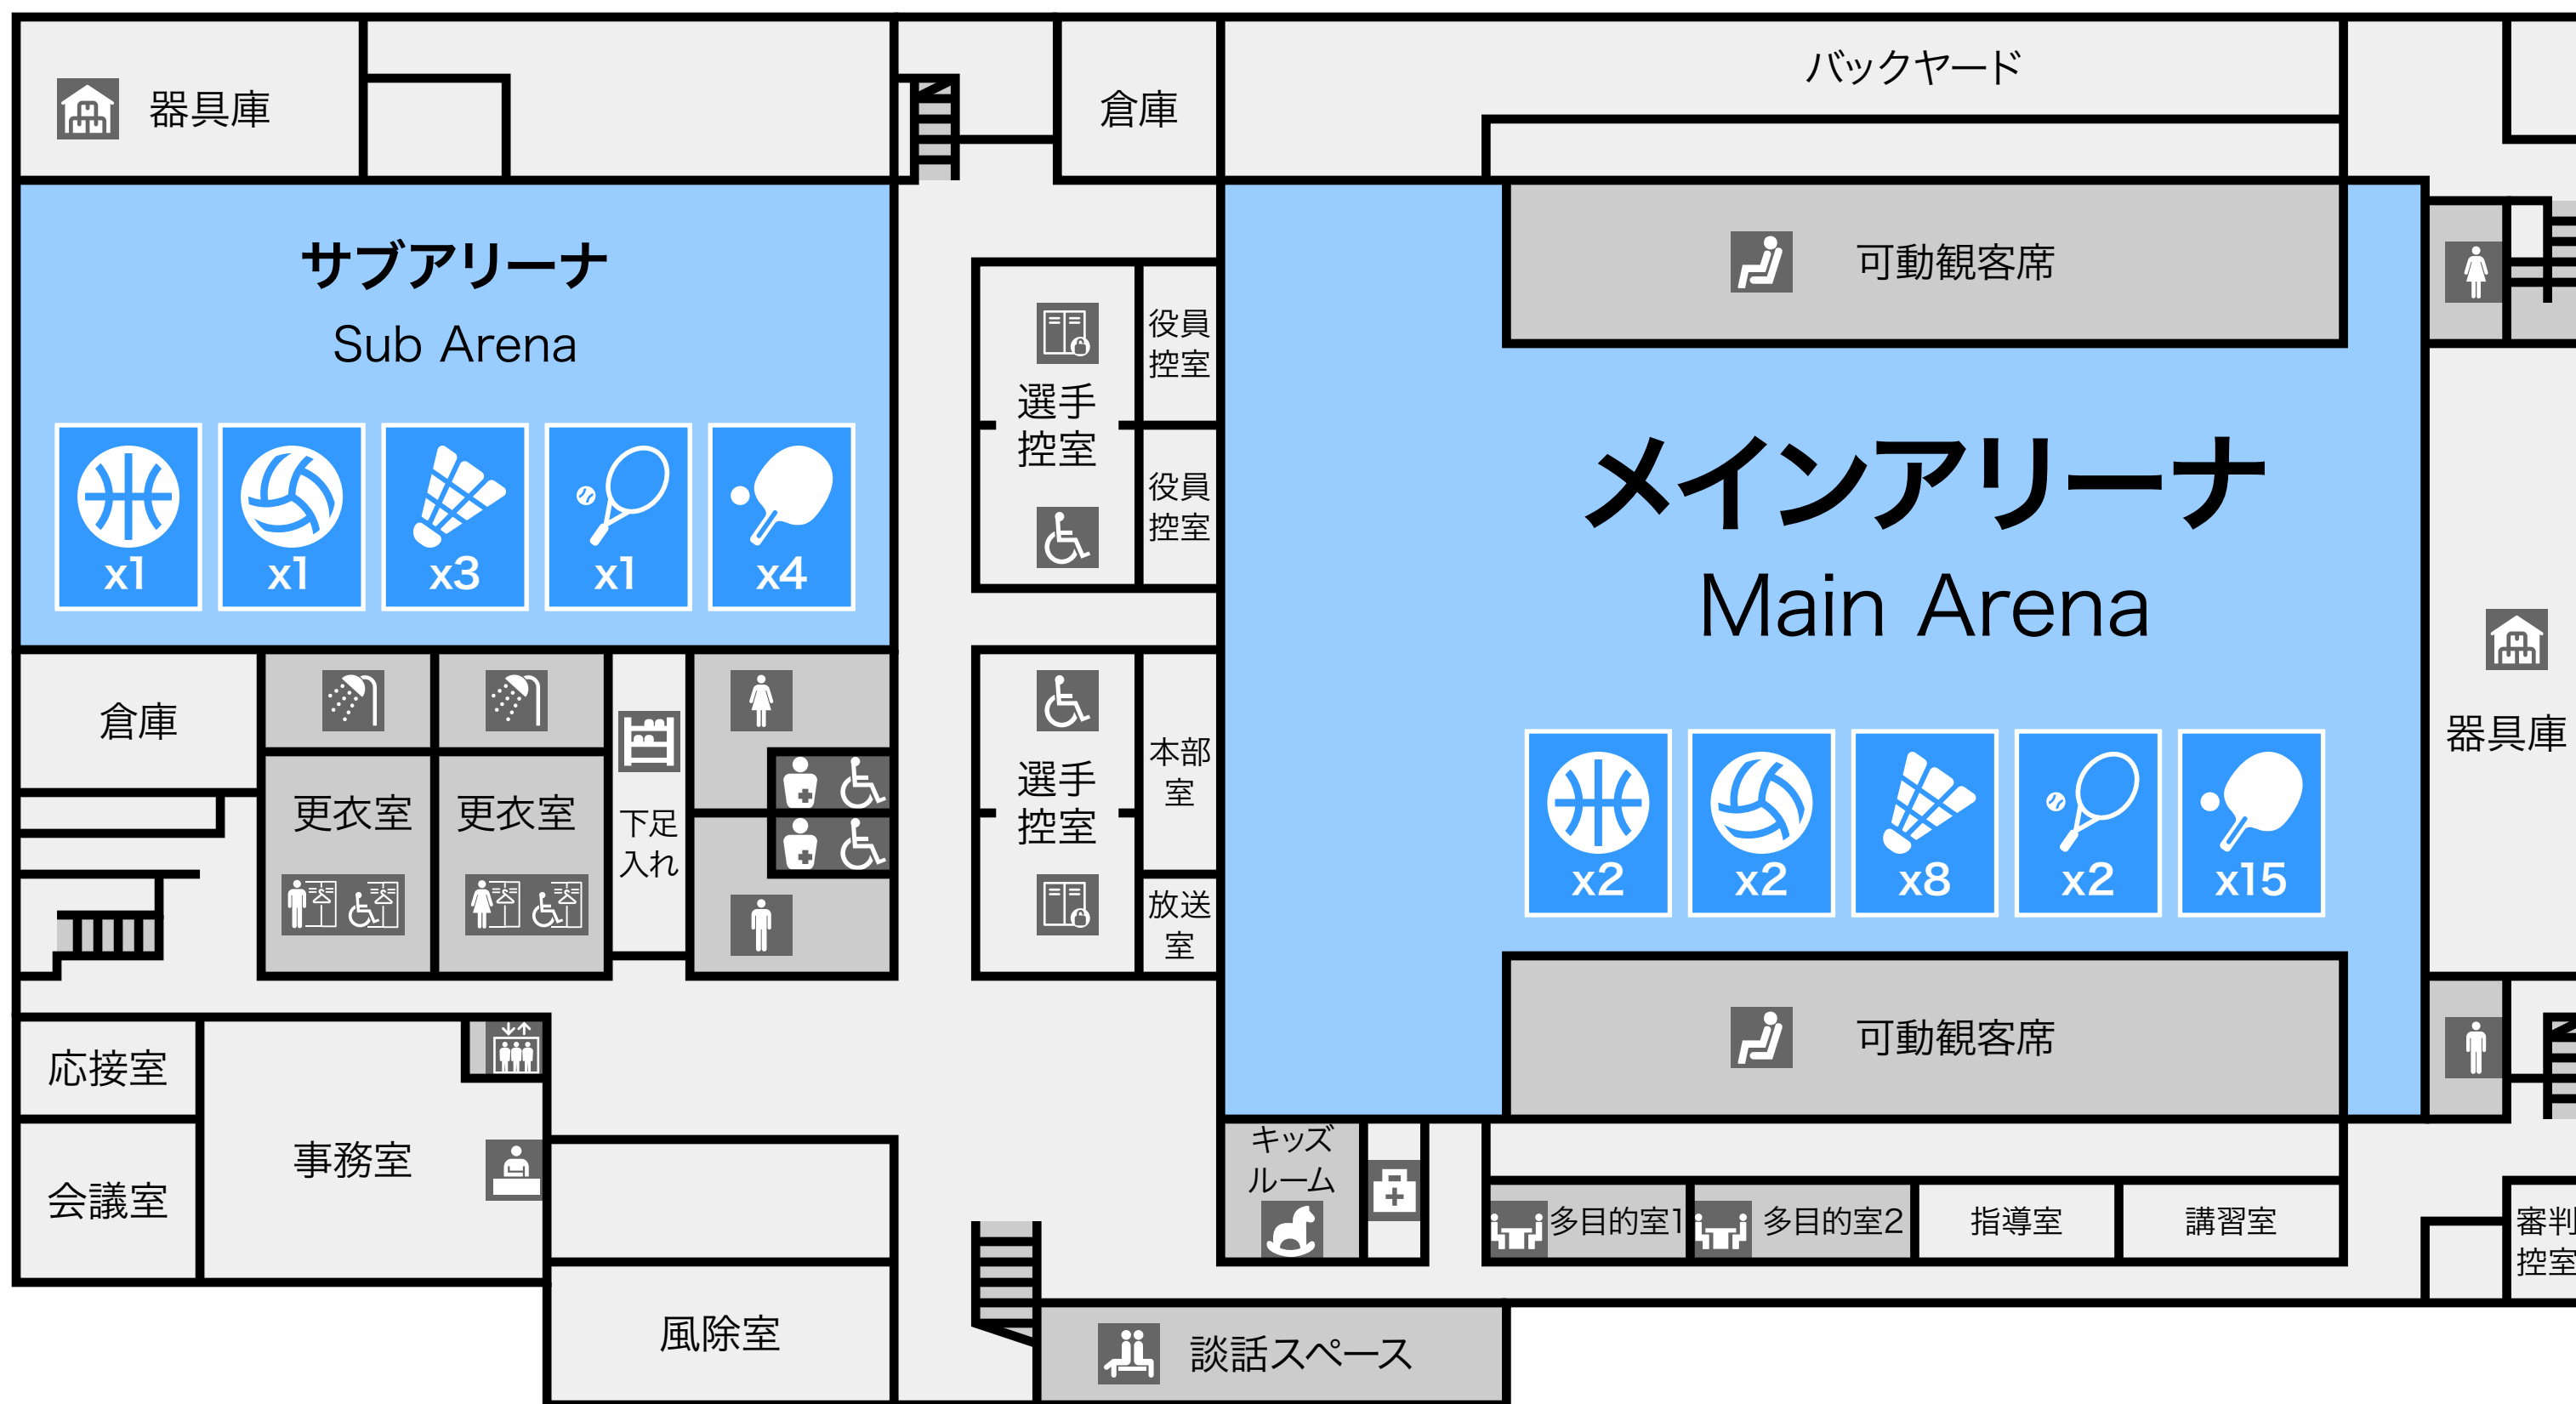 器具庫
倉庫
バックヤード
サブアリーナ
Sub Arena
x1
x1
x3
x1
x4
選手
控室
役員
控室
役員
控室
可動観客席
メインアリーナ
Main Arena
x2
x2
x8
x2
x15
器具庫
倉庫
更衣室
更衣室
下足
入れ
選手
控室
本部
室
放送
室
可動観客席
応接室
会議室
事務室
風除室
キッズ
ルーム
多目的室1
多目的室2
指導室
講習室
審判
控室
談話スペース